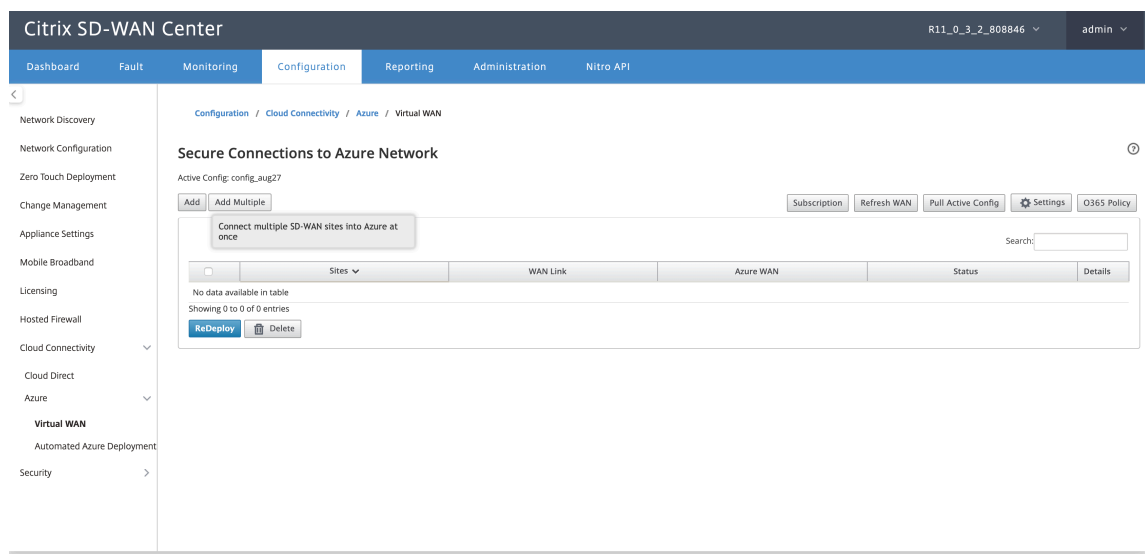 Citrix SD-WAN Center
R11_0_3_2_808846
admin
Dashboard Fault Monitoring Configuration Reporting Administration Nitro API
Network Discovery
Network Configuration
Zero Touch Deployment
Change Management
Appliance Settings
Mobile Broadband
Licensing
Hosted Firewall
Cloud Connectivity
Cloud Direct
Azure
Virtual WAN
Automated Azure Deployment
Security
Configuration / Cloud Connectivity / Azure / Virtual WAN
Secure Connections to Azure Network
Active Config: config_aug27
Add Add Multiple Subscription Refresh WAN Pull Active Config Settings O365 Policy
Connect multiple SD-WAN sites into Azure at
once
Search:
Sites WAN Link Azure WAN Status Details
No data available in table
Showing 0 to 0 of 0 entries
ReDeploy Delete